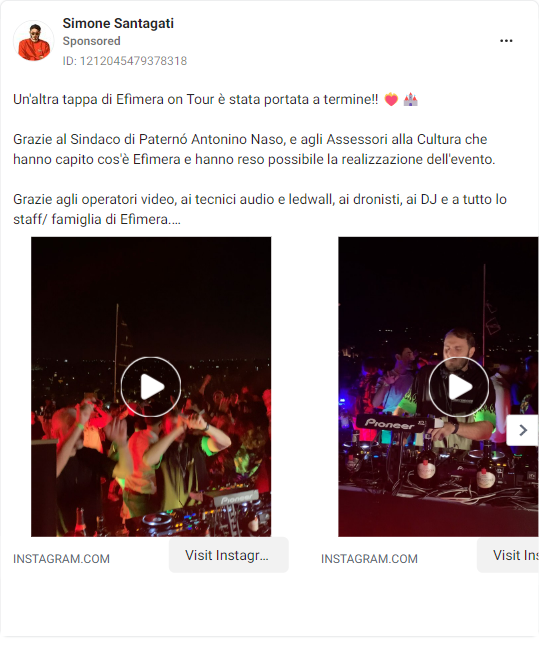 Simone Santagati
Sponsored
ID: 1212045479378318
Un'altra tappa di Efimera on Tour è stata portata a termine!! 💝 🏰
Grazie al Sindaco di Paternó Antonino Naso, e agli Assessori alla Cultura che
hanno capito cos'è Efimera e hanno reso possibile la realizzazione dell'evento.
Grazie agli operatori video, ai tecnici audio e ledwall, ai dronisti, ai DJ e a tutto lo
staff/ famiglia di Efimera....
Pioneer
Pioneer
INSTAGRAM.COM
Visit Instagr...
INSTAGRAM.COM
Visit Ins